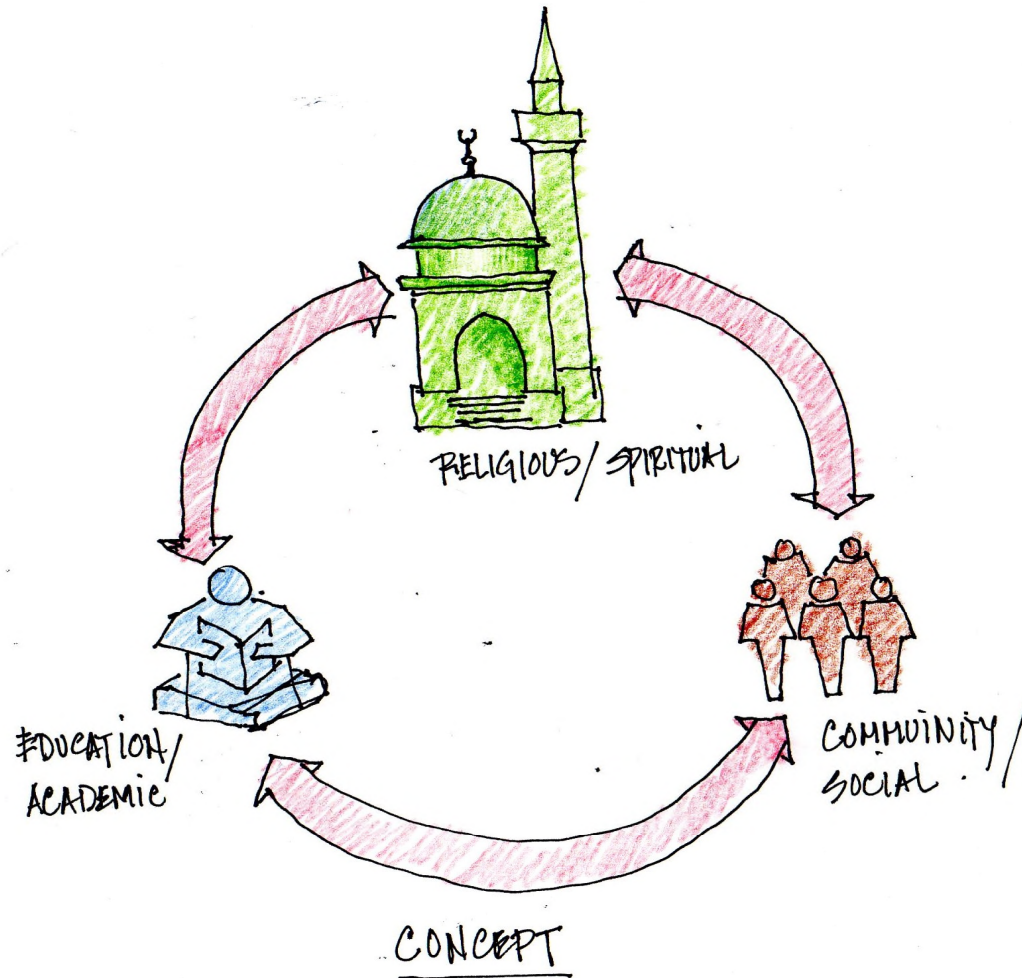 RELIGIOUS/ SPIRITUAL
EDUCATION/
ACADEMIC
COMMUINITY/
SOCIAL.
CONCEPT